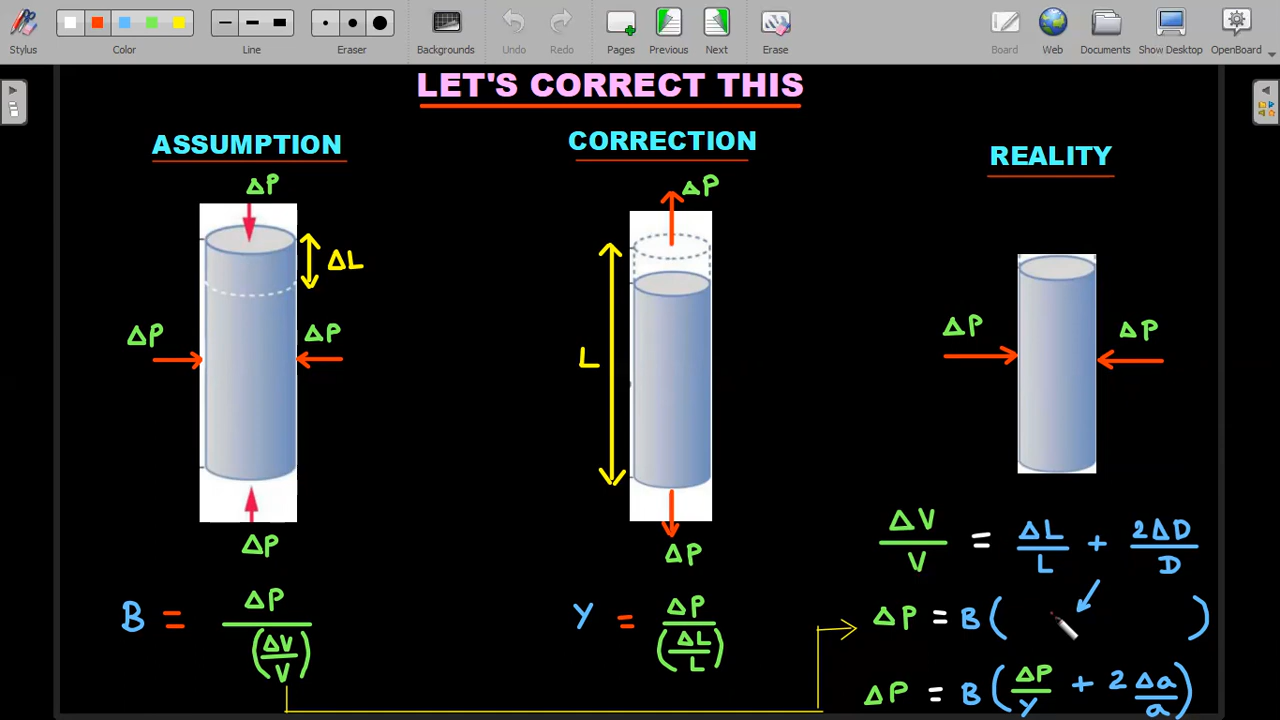 Stylus
Color
Line
Eraser
Backgrounds
Undo
Redo
Pages
Previous
Next
Erase
Board
Web
Documents
Show Desktop
OpenBoard
LET'S CORRECT THIS
ASSUMPTION
ΔP
ΔL
ΔP ΔP
ΔP
B = ΔP / (ΔV/V)
CORRECTION
ΔP
L
ΔP
Y = ΔP / (ΔL/L)
REALITY
ΔP ΔP
ΔV/V = ΔL/L + 2ΔD/D
ΔP = B( )
ΔP = B(ΔP/Y + 2Δa/a)